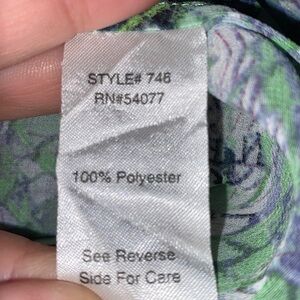 STYLE# 746
RN#54077
100% Polyester
See Reverse
Side For Care